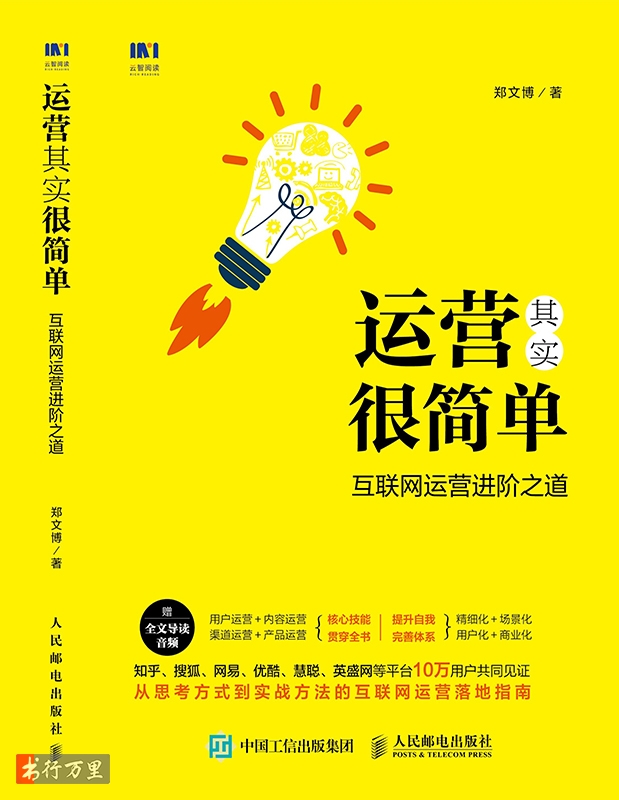 云智阅读
RICH READING
运营其实很简单
互联网运营进阶之道
郑文博/著
人民邮电出版社
书行万里
云智阅读
RICH READING
郑文博/著
运营其实
很简单
互联网运营进阶之道
赠
全文导读
音频
用户运营+内容运营
渠道运营+产品运营
核心技能
贯穿全书
提升自我
完善体系
精细化+场景化
用户化+商业化
知乎、搜狐、网易、优酷、慧聪、英盛网等平台10万用户共同见证
从思考方式到实战方法的互联网运营落地指南
中国工信出版集团
人民邮电出版社
POSTS & TELECOM PRESS